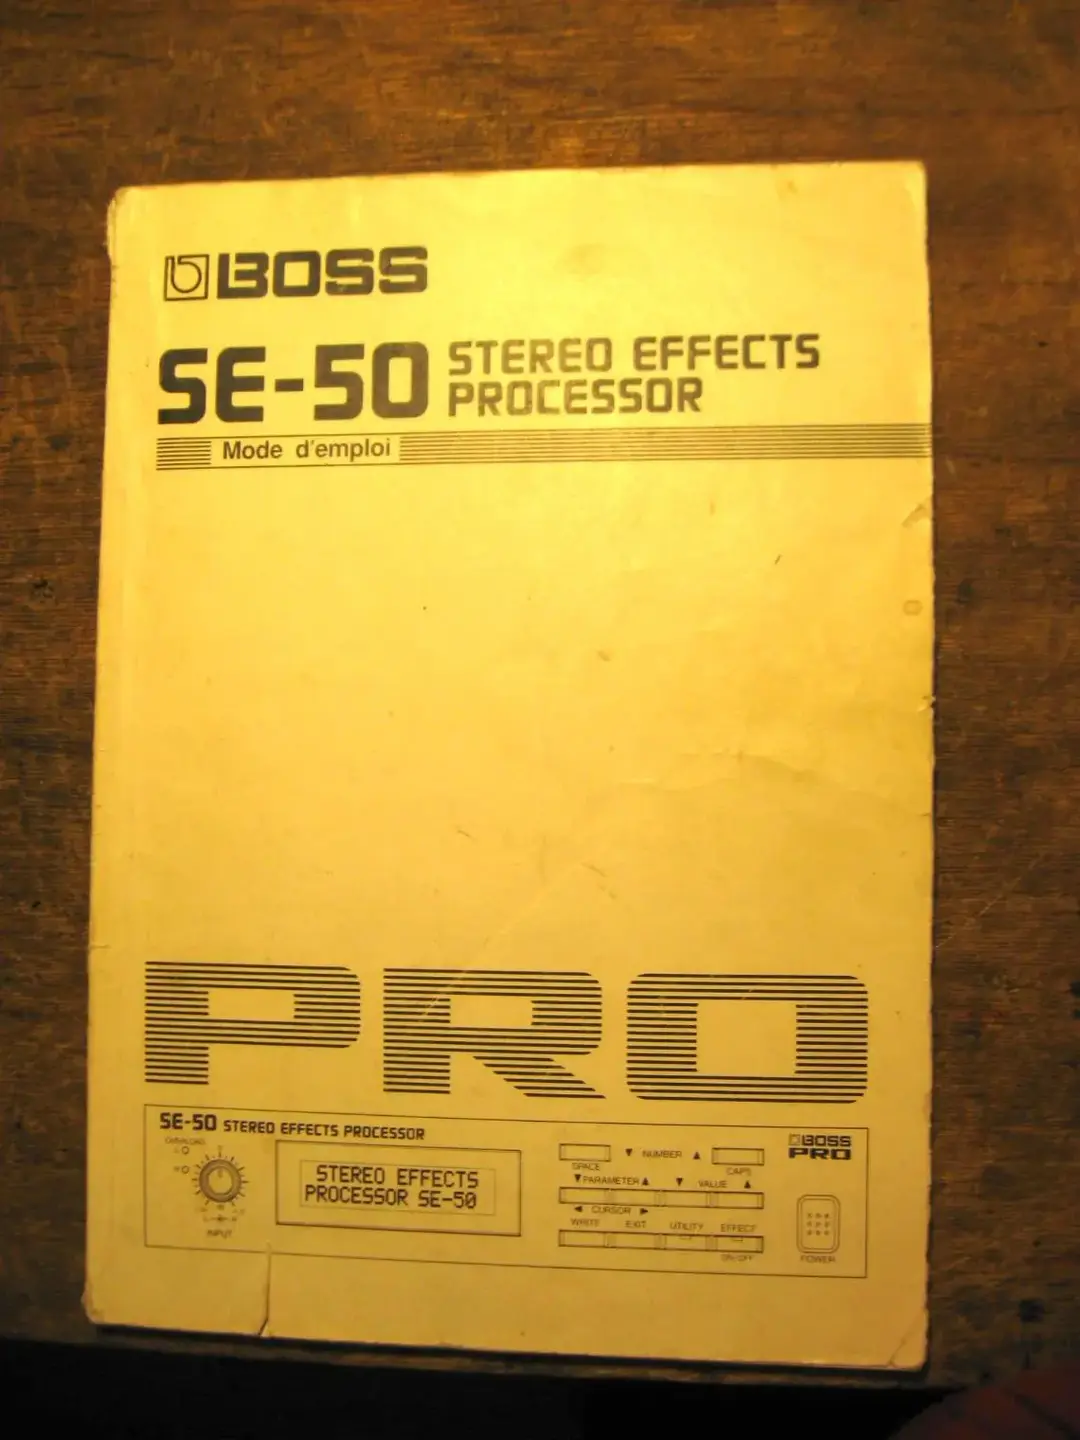 BOSS
SE-50 STEREO EFFECTS
PROCESSOR
Mode d'emploi
PRO
SE-50 STEREO EFFECTS PROCESSOR
OVERLOAD
INPUT
STEREO EFFECTS
PROCESSOR SE-50
▼ NUMBER ▲
SPACE CAPS
▼ PARAMETER ▲ ▼ VALUE ▲
◀ CURSOR ▶
WRITE EXIT UTILITY EFFECT
ON/OFF
BOSS
PRO
POWER